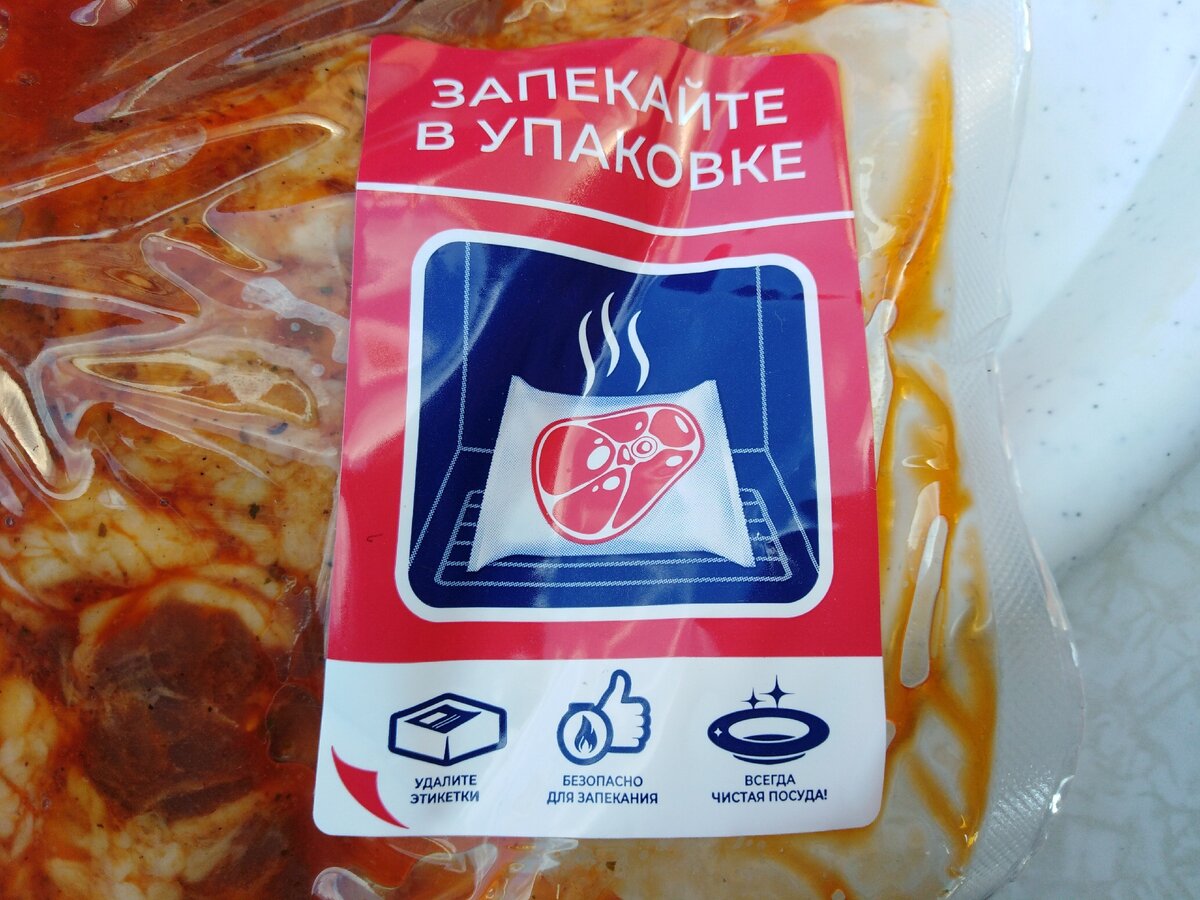 ЗАПЕКАЙТЕ
В УПАКОВКЕ
УДАЛИТЕ
ЭТИКЕТКИ
БЕЗОПАСНО
ДЛЯ ЗАПЕКАНИЯ
ВСЕГДА
ЧИСТАЯ ПОСУДА!